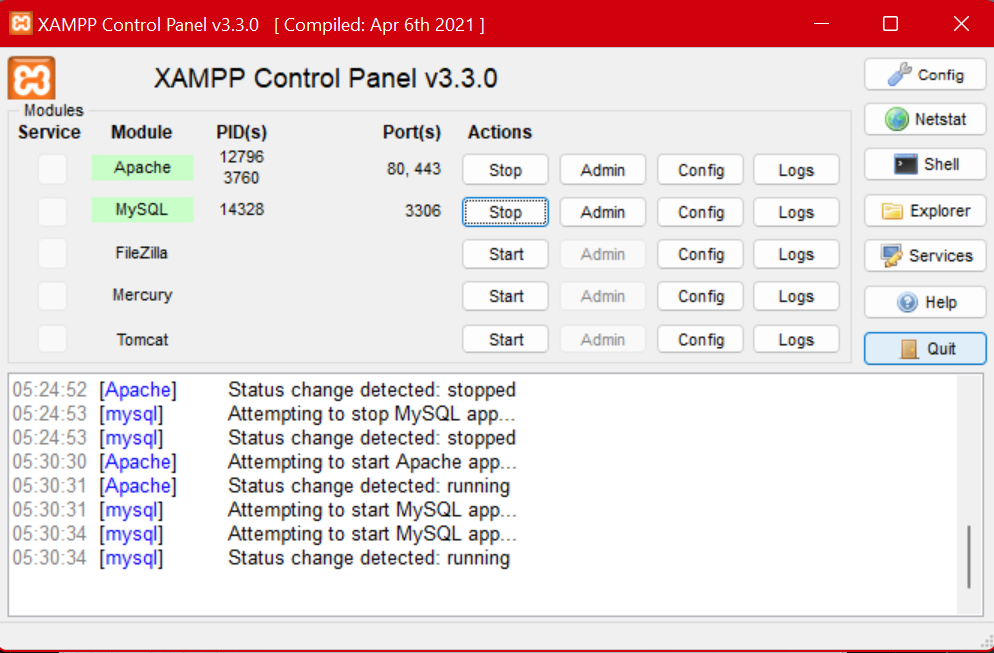 XAMPP Control Panel v3.3.0 [ Compiled: Apr 6th 2021 ]
XAMPP Control Panel v3.3.0
Config
Modules
Netstat
Service Module PID(s) Port(s) Actions
Apache 12796 3760 80, 443 Stop Admin Config Logs
Shell
MySQL 14328 3306 Stop Admin Config Logs
Explorer
FileZilla Start Admin Config Logs
Services
Mercury Start Admin Config Logs
Help
Tomcat Start Admin Config Logs
Quit
05:24:52 [Apache] Status change detected: stopped
05:24:53 [mysql] Attempting to stop MySQL app...
05:24:53 [mysql] Status change detected: stopped
05:30:30 [Apache] Attempting to start Apache app...
05:30:31 [Apache] Status change detected: running
05:30:31 [mysql] Attempting to start MySQL app...
05:30:34 [mysql] Attempting to start MySQL app...
05:30:34 [mysql] Status change detected: running